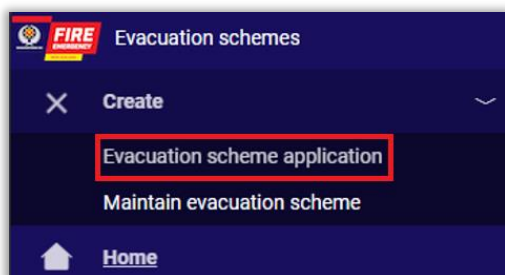 FIRE
EMERGENCY
Evacuation schemes
Create
Evacuation scheme application
Maintain evacuation scheme
Home